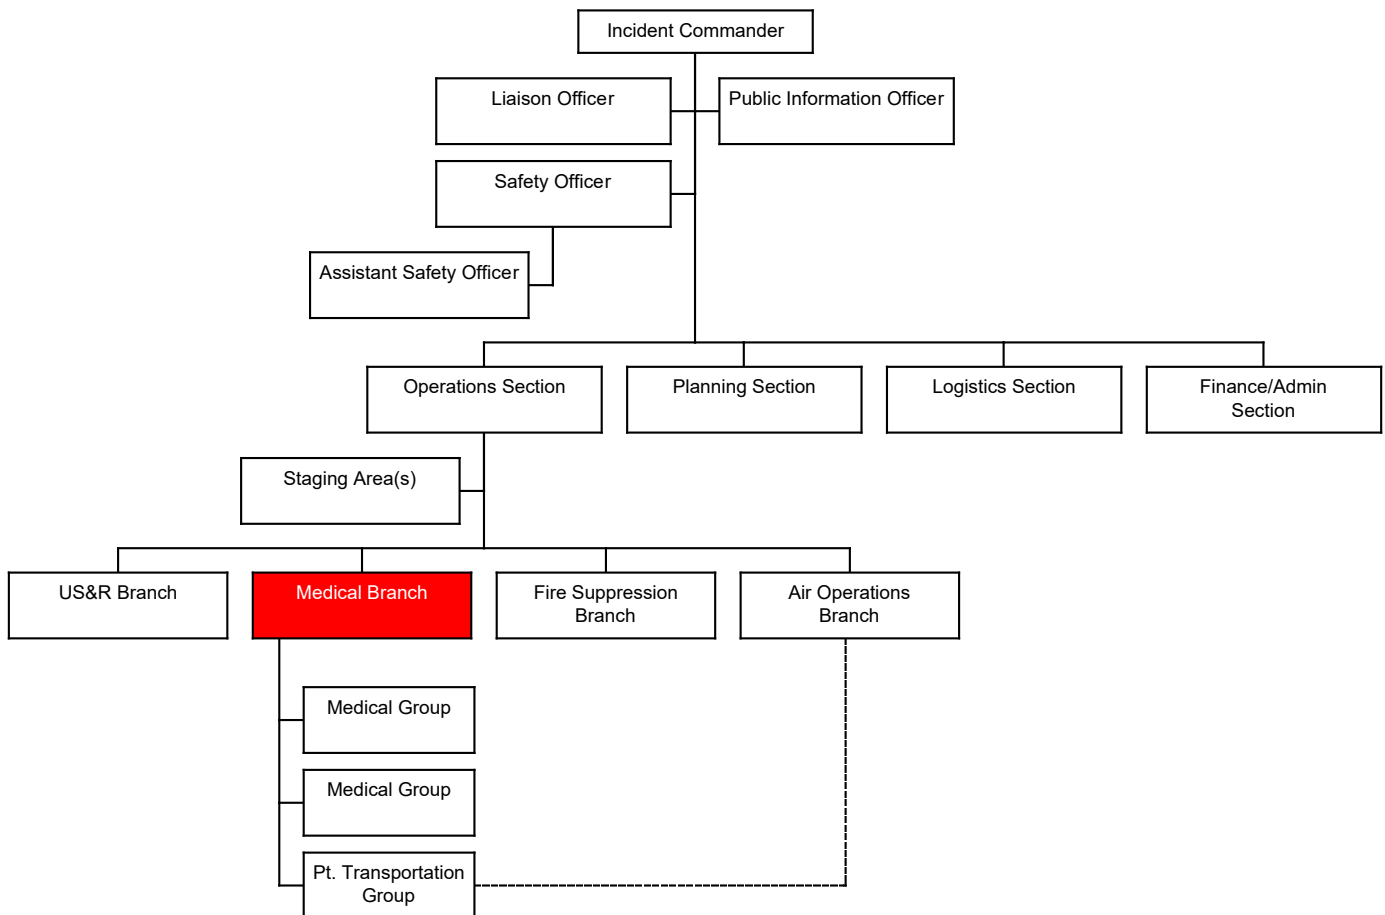 Incident Commander
Liaison Officer
Public Information Officer
Safety Officer
Assistant Safety Officer
Operations Section
Planning Section
Logistics Section
Finance/Admin
Section
Staging Area(s)
US&R Branch
Medical Branch
Fire Suppression
Branch
Air Operations
Branch
Medical Group
Medical Group
Pt. Transportation
Group